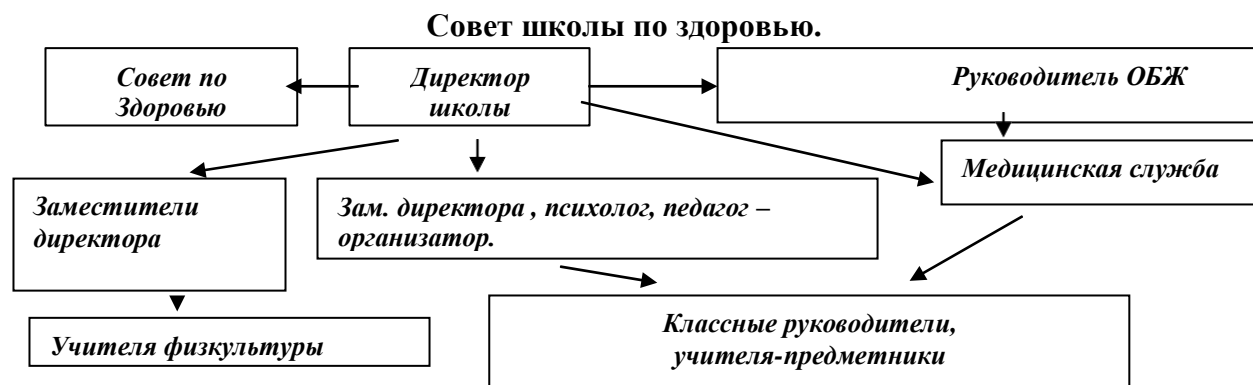 Совет школы по здоровью.
Совет по
Здоровью
Директор
школы
Руководитель ОБЖ
Медицинская служба
Заместители
директора
Зам. директора , психолог, педагог –
организатор.
Учителя физкультуры
Классные руководители,
учителя-предметники